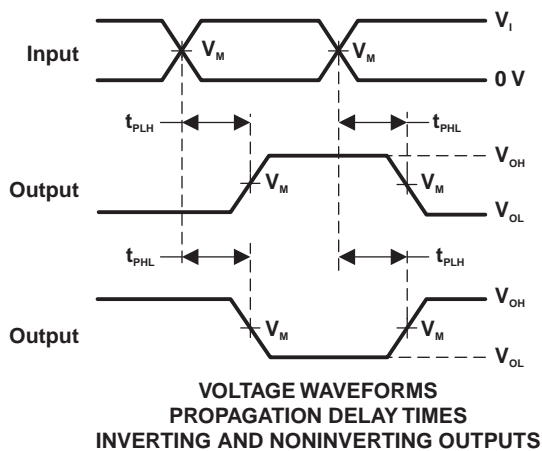 V_I
Input
V_M
V_M
0 V
t_PLH
t_PHL
V_OH
Output
V_M
V_M
V_OL
t_PHL
t_PLH
V_OH
Output
V_M
V_M
V_OL
VOLTAGE WAVEFORMS
PROPAGATION DELAY TIMES
INVERTING AND NONINVERTING OUTPUTS